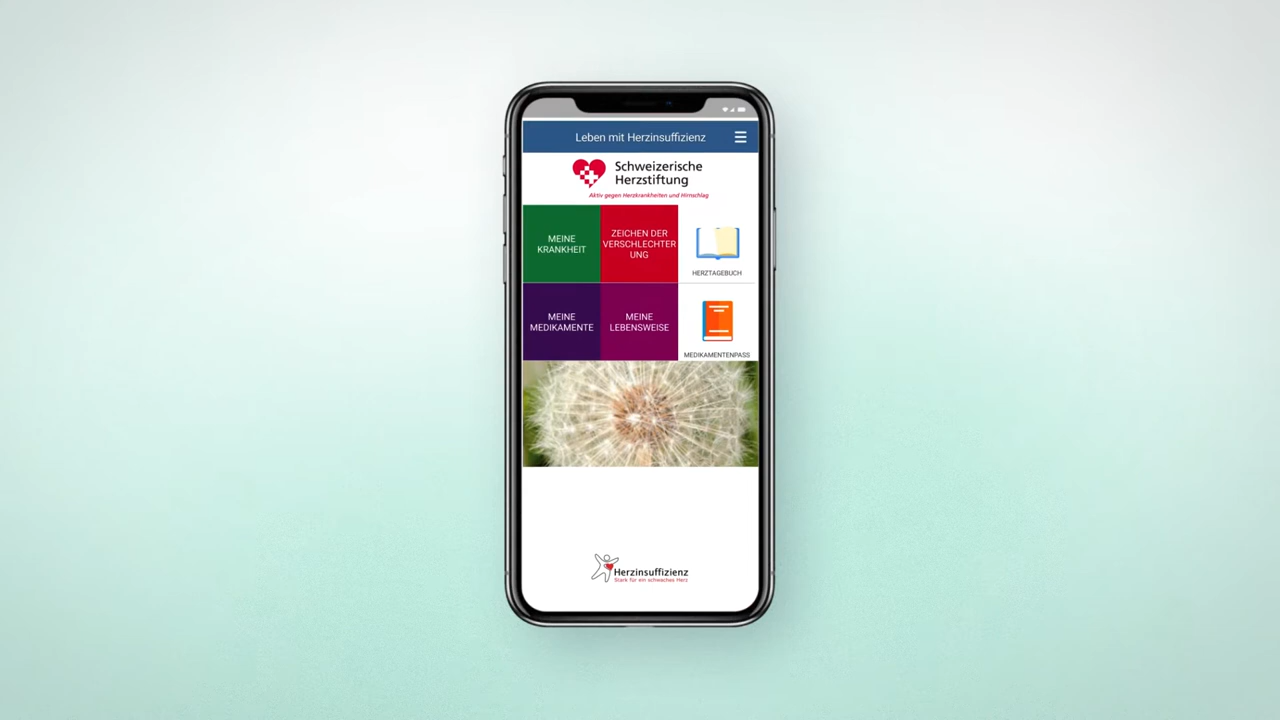 Leben mit Herzinsuffizienz
Schweizerische
Herzstiftung
Aktiv gegen Herzkrankheiten und Hirnschlag
MEINE
KRANKHEIT
ZEICHEN DER
VERSCHLECHTER
UNG
HERZTAGEBUCH
MEINE
MEDIKAMENTE
MEINE
LEBENSWEISE
MEDIKAMENTENPASS
Herzinsuffizienz
Stark für ein schwaches Herz